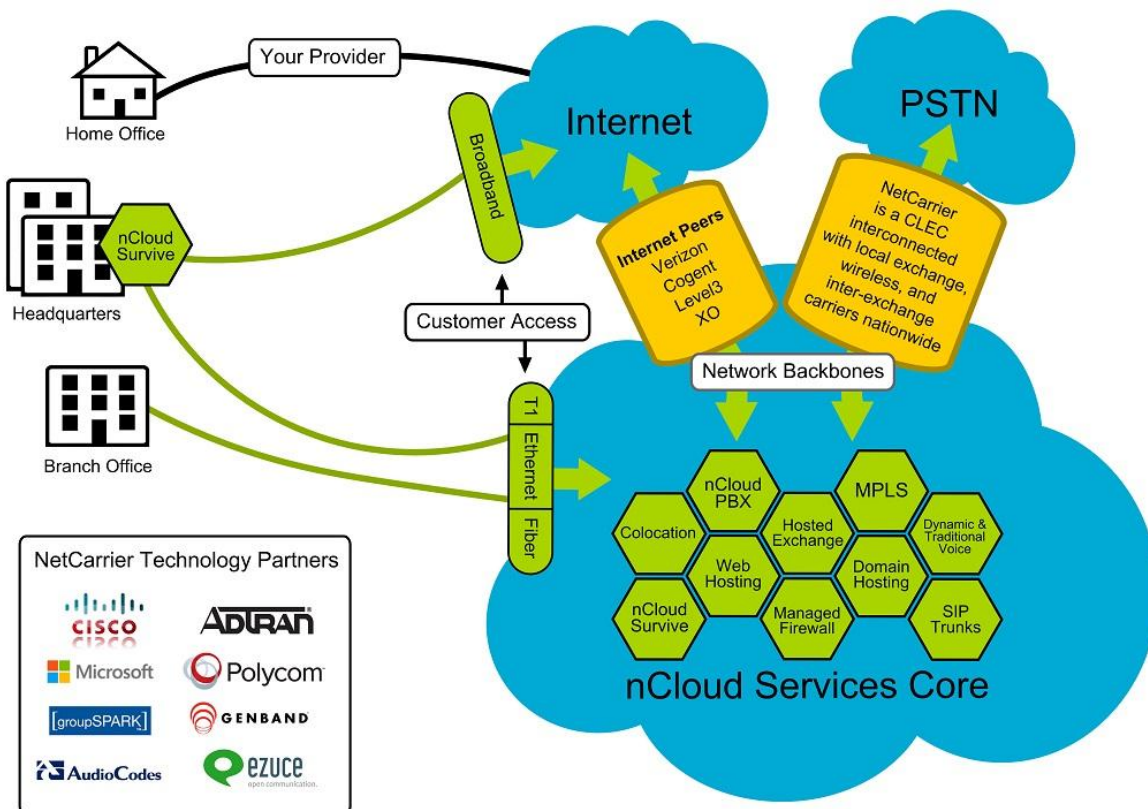 Your Provider
Home Office
Internet
PSTN
Broadband
nCloud
Survive
Headquarters
Internet Peers
Verizon
Cogent
Level3
XO
NetCarrier
is a CLEC
interconnected
with local exchange,
wireless, and
inter-exchange
carriers nationwide
Customer Access
Network Backbones
Branch Office
T1
Ethernet
Fiber
nCloud
PBX
MPLS
Colocation
Hosted
Exchange
Dynamic &
Traditional
Voice
Web
Hosting
Domain
Hosting
nCloud
Survive
Managed
Firewall
SIP
Trunks
nCloud Services Core
NetCarrier Technology Partners
CISCO
ADTRAN
Microsoft
Polycom
[groupSPARK]
GENBAND
AudioCodes
ezuce
open communication.